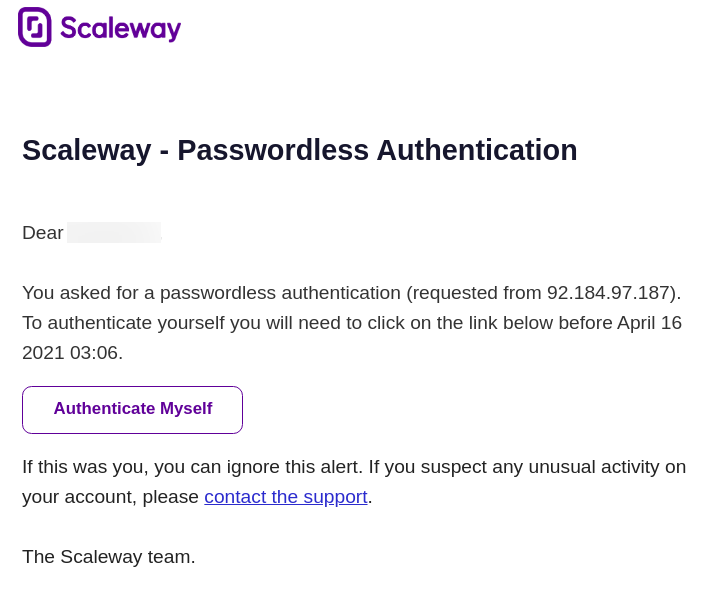 Scaleway
Scaleway - Passwordless Authentication
Dear
You asked for a passwordless authentication (requested from 92.184.97.187).
To authenticate yourself you will need to click on the link below before April 16
2021 03:06.
Authenticate Myself
If this was you, you can ignore this alert. If you suspect any unusual activity on
your account, please contact the support.
The Scaleway team.